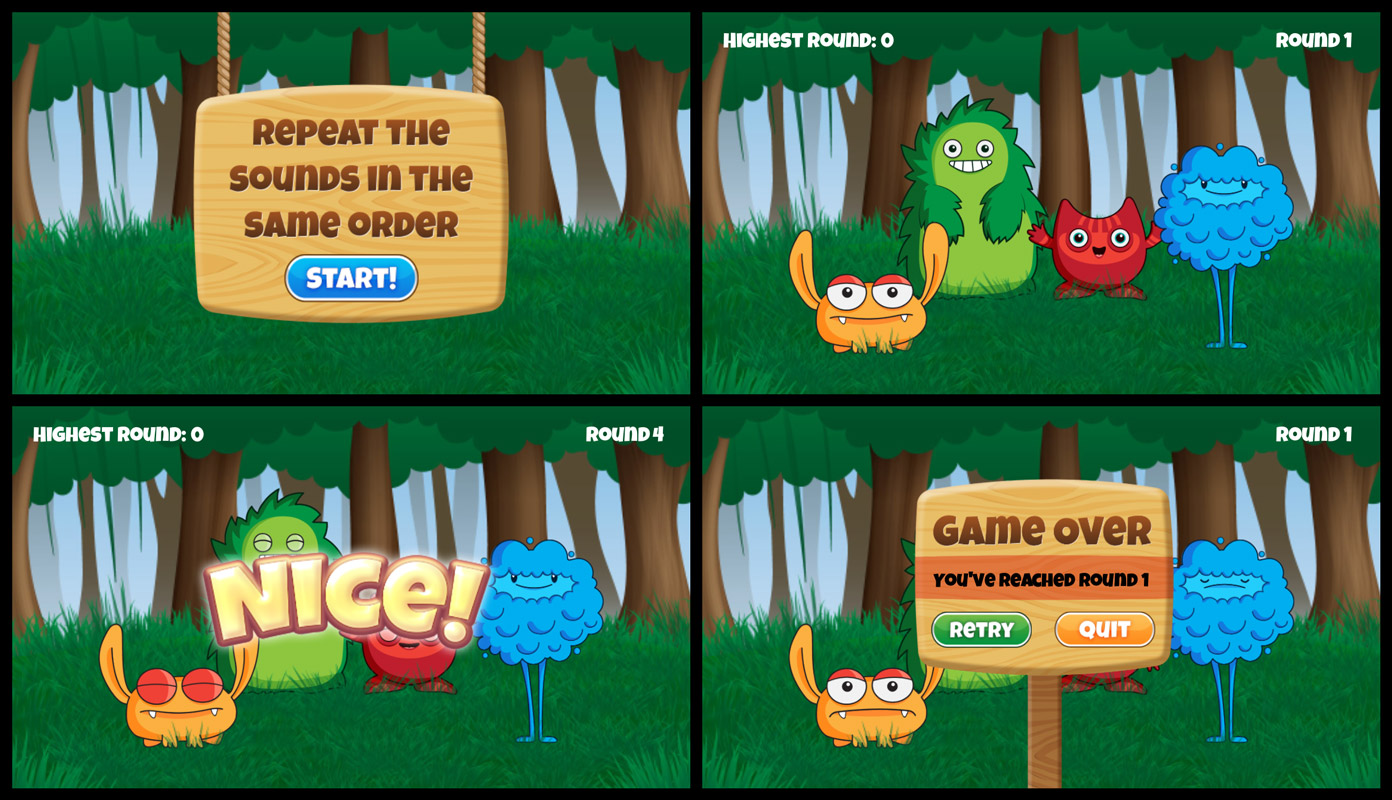 Repeat the
sounds in the
same order
START!
Highest Round: 0
Round 1
Highest Round: 0
Round 4
Nice!
Round 1
Game Over
You've reached Round 1
Retry
Quit